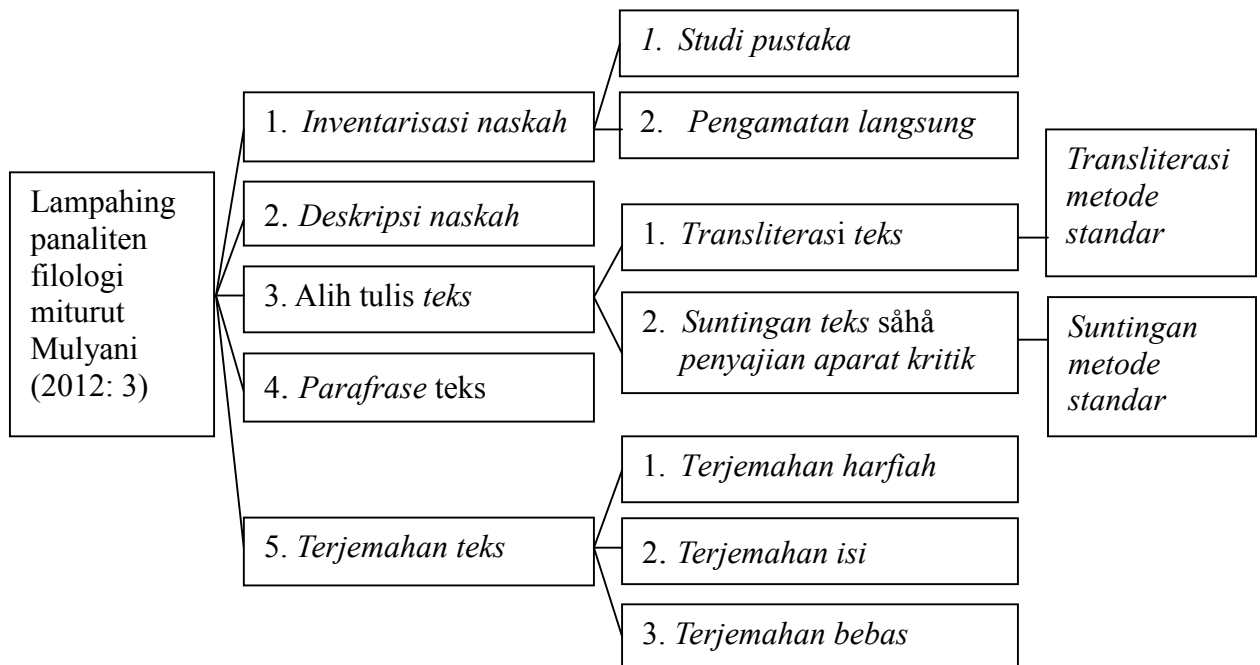 Lampahing
panaliten
filologi
miturut
Mulyani
(2012: 3)
1. Inventarisasi naskah
2. Deskripsi naskah
3. Alih tulis teks
4. Parafrase teks
5. Terjemahan teks
1. Studi pustaka
2. Pengamatan langsung
1. Transliterasi teks
2. Suntingan teks såhå
penyajian aparat kritik
1. Terjemahan harfiah
2. Terjemahan isi
3. Terjemahan bebas
Transliterasi
metode
standar
Suntingan
metode
standar